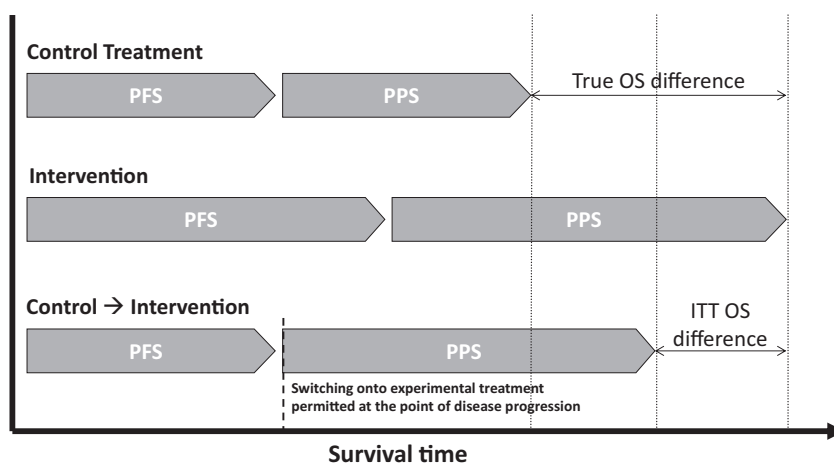 Control Treatment
PFS
PPS
True OS difference
Intervention
PFS
PPS
Control → Intervention
PFS
PPS
ITT OS
difference
Switching onto experimental treatment
permitted at the point of disease progression
Survival time